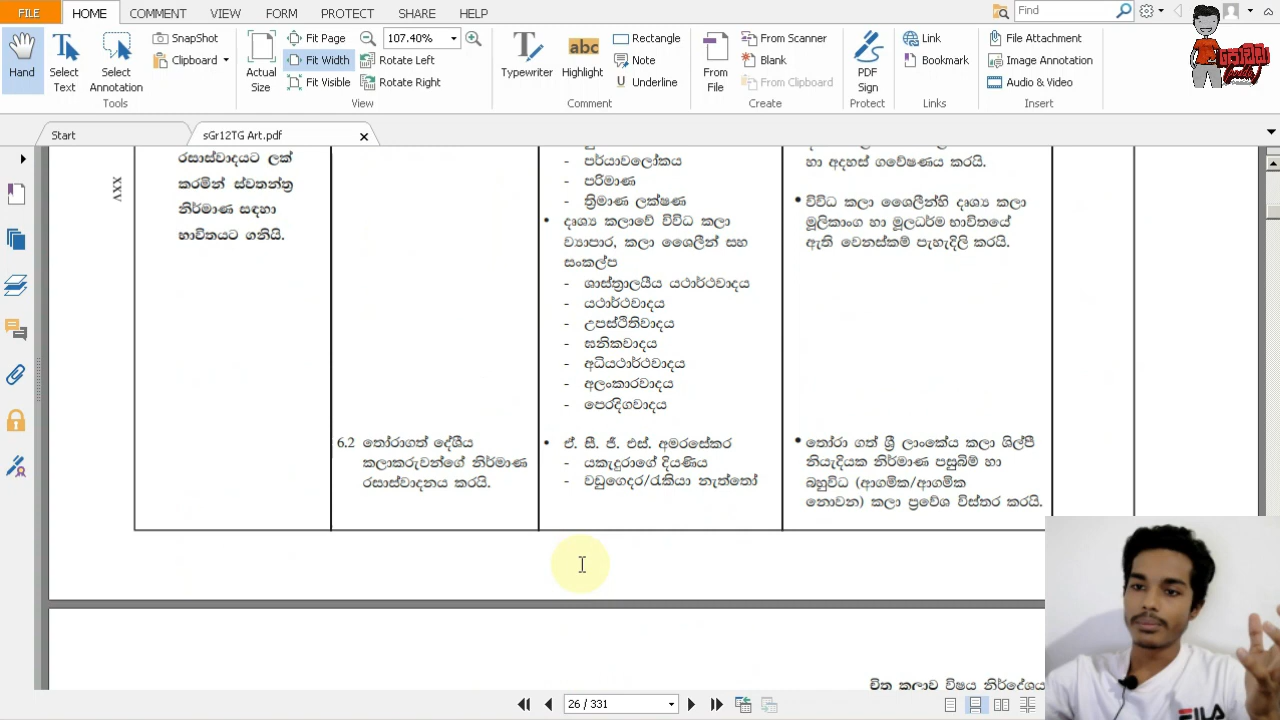 FILE HOME COMMENT VIEW FORM PROTECT SHARE HELP Find
SnapShot Fit Page 107.40% Rectangle From Scanner Link File Attachment
Clipboard Fit Width Rotate Left Note Blank Bookmark Image Annotation
Hand Select Text Select Annotation Actual Size Fit Visible Rotate Right Typewriter Highlight Underline From File From Clipboard PDF Sign Audio & Video
Tools View Comment Create Protect Links Insert
Start sGr12TG Art.pdf
XXV
රසාස්වාදයට ලක්
කරමින් ස්වතන්ත්‍ර
නිර්මාණ සඳහා
භාවිතයට ගනියි.
6.2 තෝරාගත් දේශීය
කලාකරුවන්ගේ නිර්මාණ
රසාස්වාදනය කරයි.
- පර්යාවලෝකය
- පරිමාණ
- ත්‍රිමාණ ලක්ෂණ
• දෘශ්‍ය කලාවේ විවිධ කලා
ව්‍යාපාර, කලා ශෛලීන් සහ
සංකල්ප
- ශාස්ත්‍රාලයීය යථාර්ථවාදය
- යථාර්ථවාදය
- උපස්ථිතිවාදය
- ඝනිකවාදය
- අධියථාර්ථවාදය
- අලංකාරවාදය
- පෙරදිගවාදය
• ඒ. සී. ජී. එස්. අමරසේකර
- යකැදුරාගේ දියණිය
- වඩුගෙදර/රැකියා නැත්තෝ
හා අදහස් ගවේෂණය කරයි.
• විවිධ කලා ශෛලීන්හි දෘශ්‍ය කලා
මූලිකාංග හා මූලධර්ම භාවිතයේ
ඇති වෙනස්කම් පැහැදිලි කරයි.
• තෝරා ගත් ශ්‍රී ලාංකේය කලා ශිල්පී
නියැදියක නිර්මාණ පසුබිම් හා
බහුවිධ (ආගමික/ආගමික
නොවන) කලා ප්‍රවේශ විස්තර කරයි.
චිත්‍ර කලාව විෂය නිර්දේශය
FILA
26 / 331